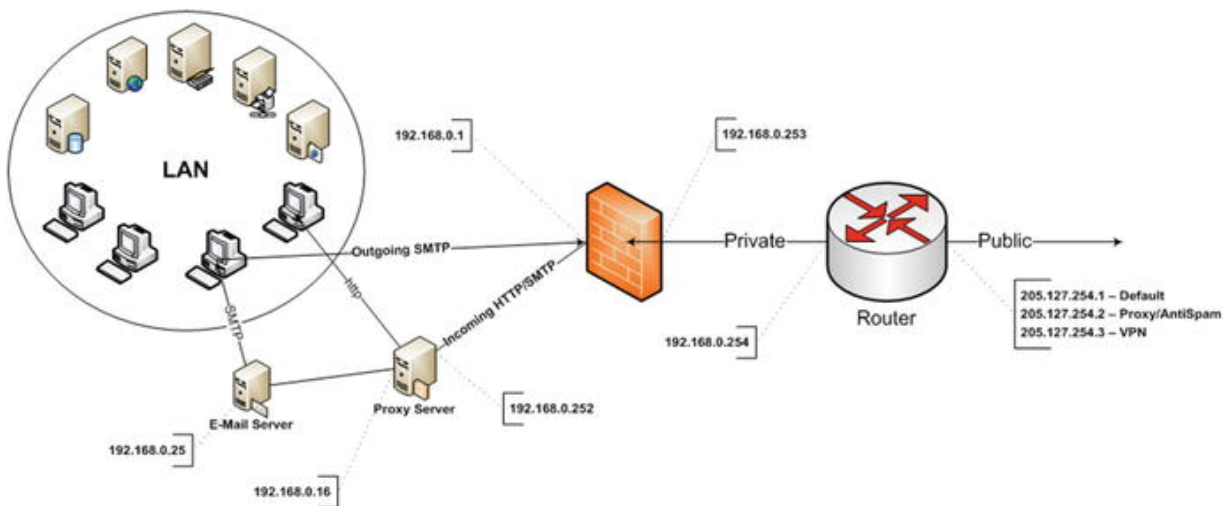 192.168.0.1
192.168.0.253
LAN
Outgoing SMTP
Private
Public
http
Incoming HTTP/SMTP
SMTP
205.127.254.1 – Default
205.127.254.2 – Proxy/AntiSpam
205.127.254.3 – VPN
Router
192.168.0.254
Proxy Server
192.168.0.252
E-Mail Server
192.168.0.25
192.168.0.16